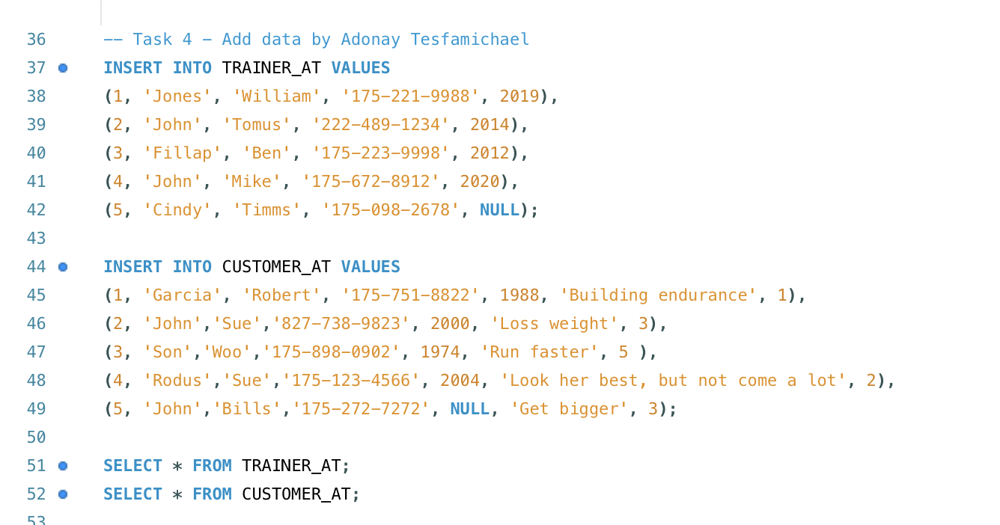 36 -- Task 4 - Add data by Adonay Tesfamichael
37 INSERT INTO TRAINER_AT VALUES
38 (1, 'Jones', 'William', '175-221-9988', 2019),
39 (2, 'John', 'Tomus', '222-489-1234', 2014),
40 (3, 'Fillap', 'Ben', '175-223-9998', 2012),
41 (4, 'John', 'Mike', '175-672-8912', 2020),
42 (5, 'Cindy', 'Timms', '175-098-2678', NULL);
43
44 INSERT INTO CUSTOMER_AT VALUES
45 (1, 'Garcia', 'Robert', '175-751-8822', 1988, 'Building endurance', 1),
46 (2, 'John','Sue','827-738-9823', 2000, 'Loss weight', 3),
47 (3, 'Son','Woo','175-898-0902', 1974, 'Run faster', 5 ),
48 (4, 'Rodus','Sue','175-123-4566', 2004, 'Look her best, but not come a lot', 2),
49 (5, 'John','Bills','175-272-7272', NULL, 'Get bigger', 3);
50
51 SELECT * FROM TRAINER_AT;
52 SELECT * FROM CUSTOMER_AT;
53